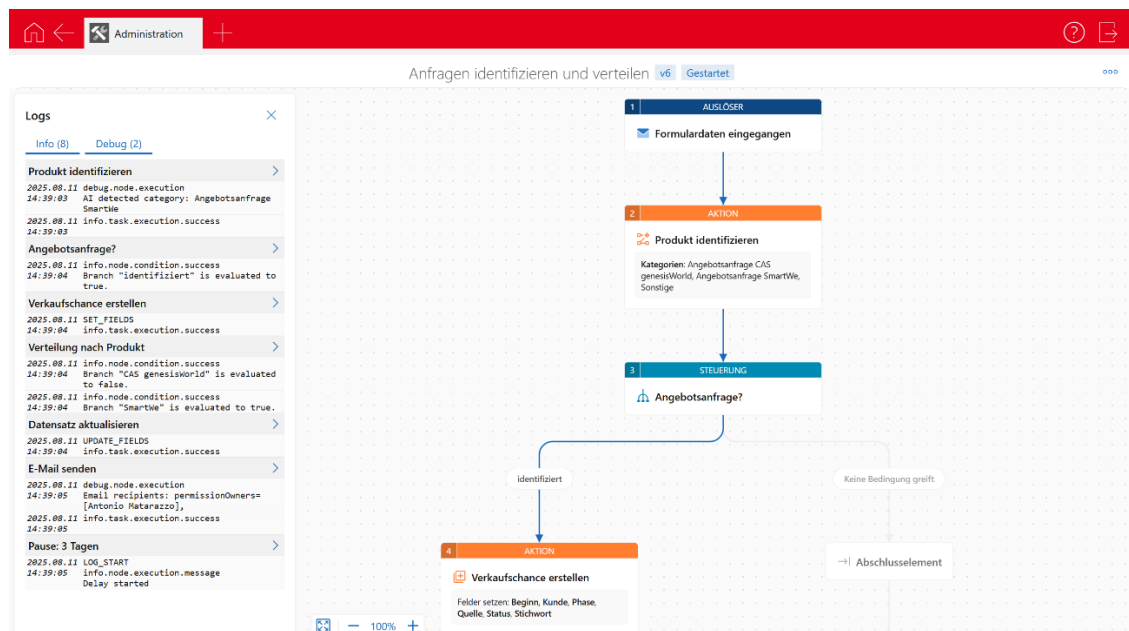 Administration
Anfragen identifizieren und verteilen v6 Gestartet
Logs
Info (8) Debug (2)
Produkt identifizieren
2025.08.11 debug.node.execution
14:39:03 AI detected category: Angebotsanfrage
SmartWe
2025.08.11 info.task.execution.success
14:39:03
Angebotsanfrage?
2025.08.11 info.node.condition.success
14:39:04 Branch "identifiziert" is evaluated to
true.
Verkaufschance erstellen
2025.08.11 SET_FIELDS
14:39:04 info.task.execution.success
Verteilung nach Produkt
2025.08.11 info.node.condition.success
14:39:04 Branch "CAS genesisWorld" is evaluated
to false.
2025.08.11 info.node.condition.success
14:39:04 Branch "SmartWe" is evaluated to true.
Datensatz aktualisieren
2025.08.11 UPDATE_FIELDS
14:39:04 info.task.execution.success
E-Mail senden
2025.08.11 debug.node.execution
14:39:05 Email recipients: permissionOwners=
[Antonio Matarazzo],
2025.08.11 info.task.execution.success
14:39:05
Pause: 3 Tagen
2025.08.11 LOG_START
14:39:05 info.node.execution.message
Delay started
1 AUSLÖSER
Formulardaten eingegangen
2 AKTION
Produkt identifizieren
Kategorien: Angebotsanfrage CAS
genesisWorld, Angebotsanfrage SmartWe,
Sonstige
3 STEUERUNG
Angebotsanfrage?
identifiziert
Keine Bedingung greift
4 AKTION
Verkaufschance erstellen
Felder setzen: Beginn, Kunde, Phase,
Quelle, Status, Stichwort
Abschlusselement
100%